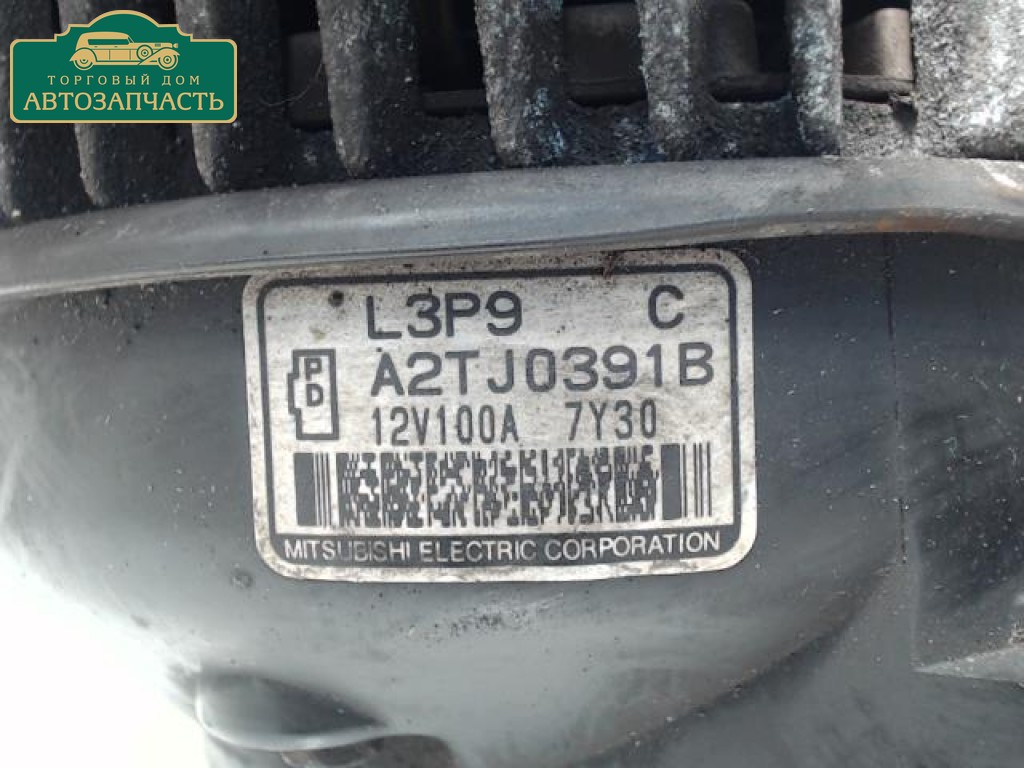 ТОРГОВЫЙ ДОМ
АВТОЗАПЧАСТЬ
L3P9 C
PD
A2TJ0391B
12V100A 7Y30
MITSUBISHI ELECTRIC CORPORATION